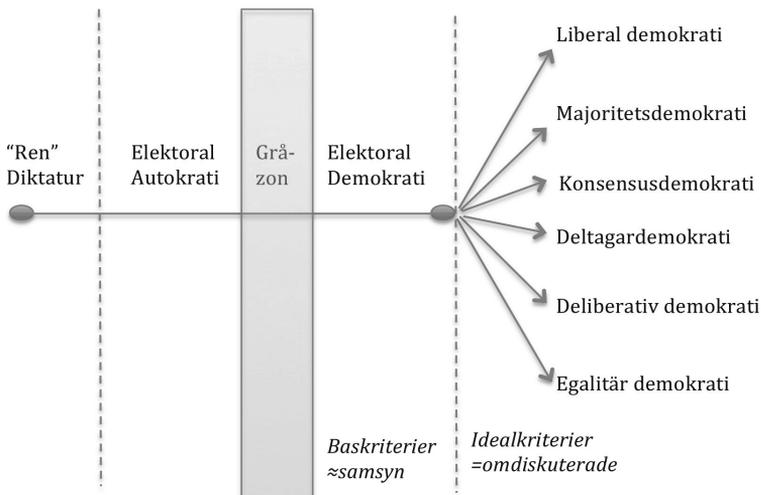 “Ren”
Diktatur
Elektoral
Autokrati
Grå-
zon
Elektoral
Demokrati
Liberal demokrati
Majoritetsdemokrati
Konsensusdemokrati
Deltagardemokrati
Deliberativ demokrati
Egalitär demokrati
Baskriterier
≈samsyn
Idealkriterier
=omdiskuterade